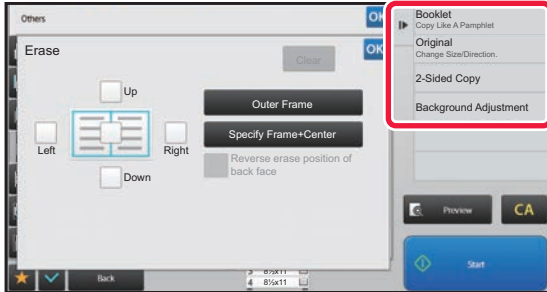 Others
OK
Erase
Clear
OK
Up
Left
Right
Down
Outer Frame
Specify Frame+Center
Reverse erase position of
back face
Booklet
Copy Like A Pamphlet
Original
Change Size/Direction.
2-Sided Copy
Background Adjustment
Preview
CA
Start
Back
3 8½x11
4 8½x11